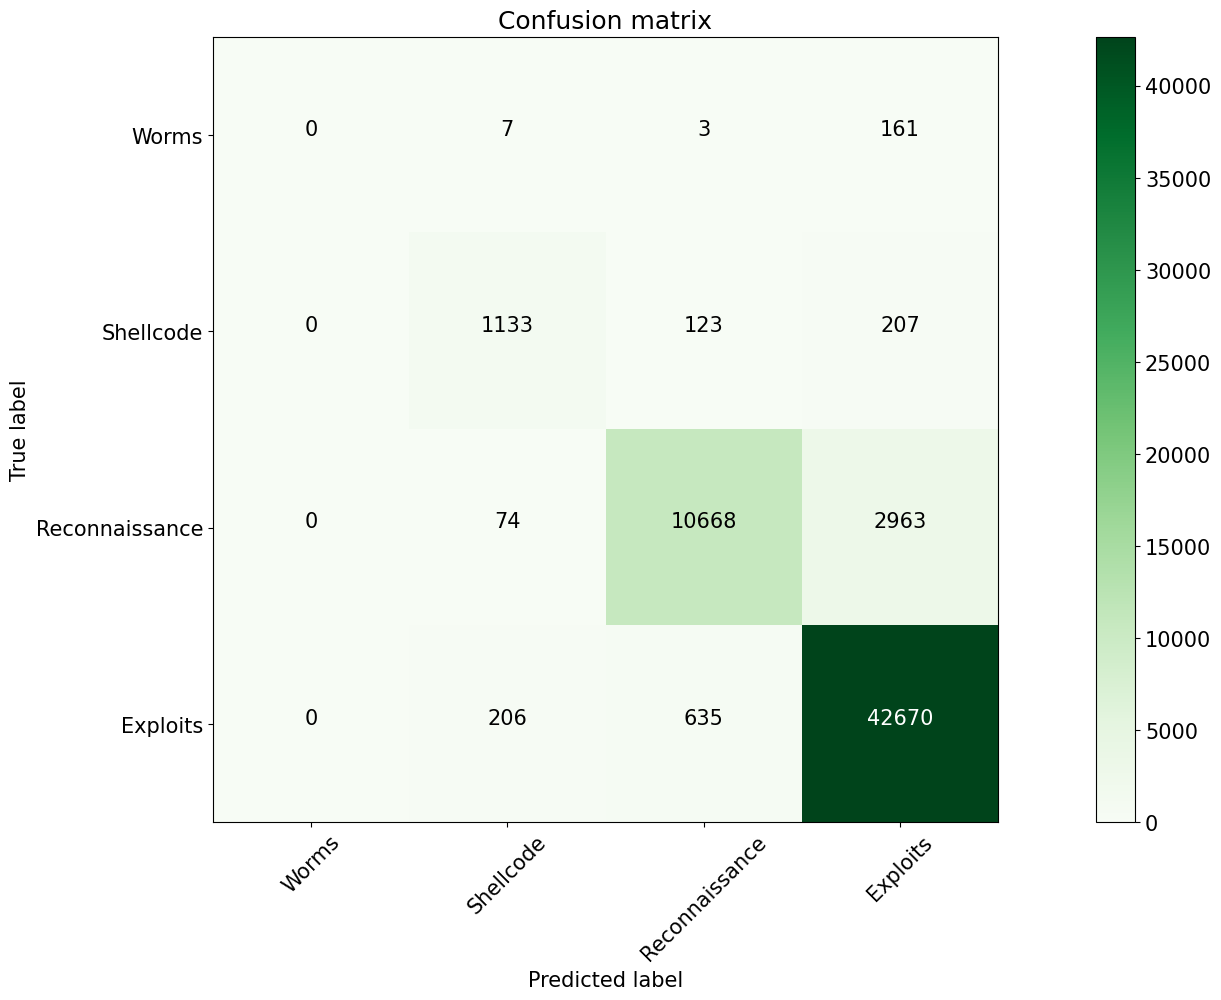 Confusion matrix
Worms 0 7 3 161
Shellcode 0 1133 123 207
Reconnaissance 0 74 10668 2963
Exploits 0 206 635 42670
True label
Worms Shellcode Reconnaissance Exploits
Predicted label
40000
35000
30000
25000
20000
15000
10000
5000
0